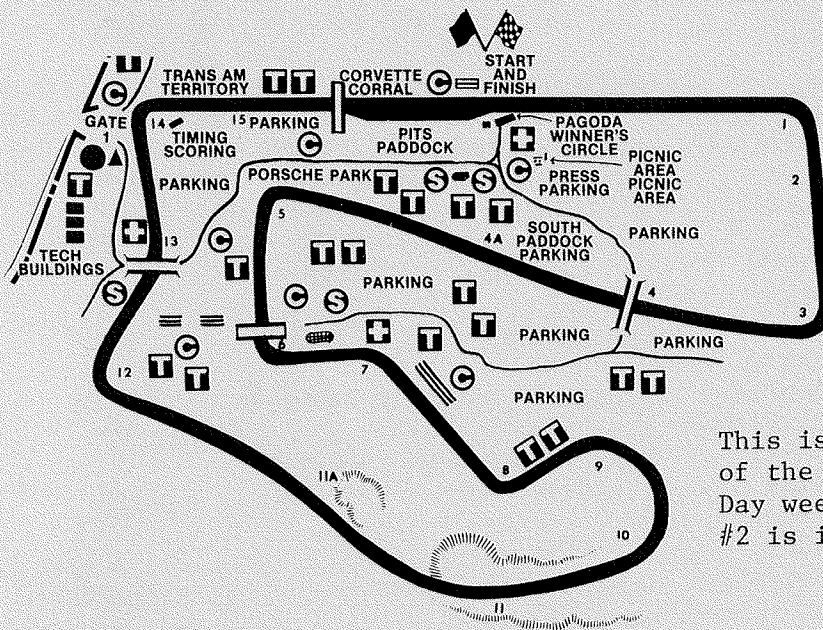 START
AND
FINISH
TRANS AM
TERRITORY
T T
CORVETTE
CORRAL
C
T
C
GATE
1
14
TIMING
SCORING
15
PARKING
C
PITS
PADDOCK
PAGODA
WINNER'S
CIRCLE
1
PICNIC
AREA
PICNIC
AREA
C
PRESS
PARKING
2
T
PARKING
PORSCHE PARK
T
S
S
T
T
T
5
4A
SOUTH
PADDOCK
PARKING
PARKING
13
C
T
T T
TECH
BUILDINGS
S
PARKING
T
4
3
C
S
T
T
PARKING
PARKING
6
C
7
12
T
T
C
PARKING
T T
8
T T
9
11A
10
11
This is
of the
Day wee
#2 is i